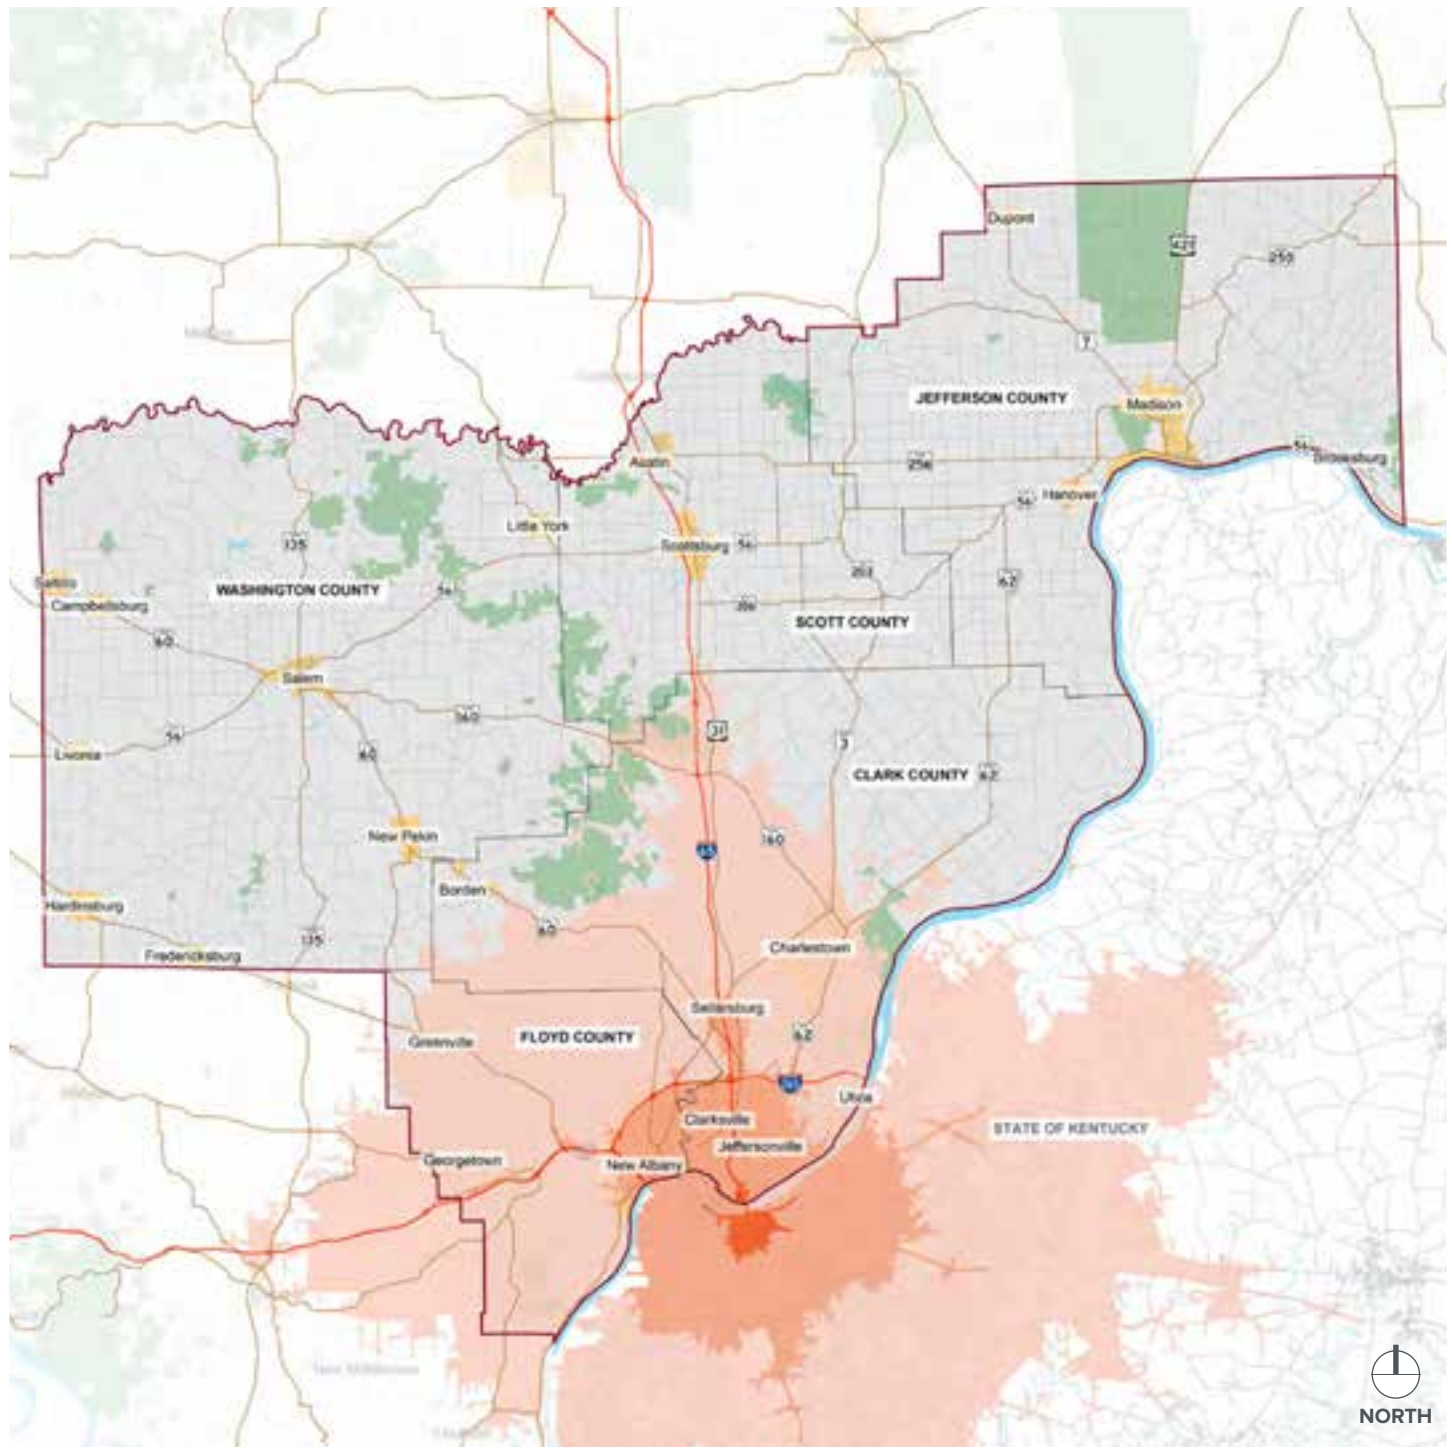 Dupont
421
250
7
JEFFERSON COUNTY
Madison
Austin
256
56
Brooksburg
56
Hanover
Little York
135
Scottsburg
56
203
62
Saltillo
WASHINGTON COUNTY
56
Campbellsburg
SCOTT COUNTY
60
Salem
160
31
56
60
3
Livonia
CLARK COUNTY
62
New Pekin
160
65
Borden
Hardinsburg
60
135
Charlestown
Fredericksburg
Sellersburg
FLOYD COUNTY
62
Greenville
265
Utica
Clarksville
STATE OF KENTUCKY
Jeffersonville
Georgetown
New Albany
NORTH